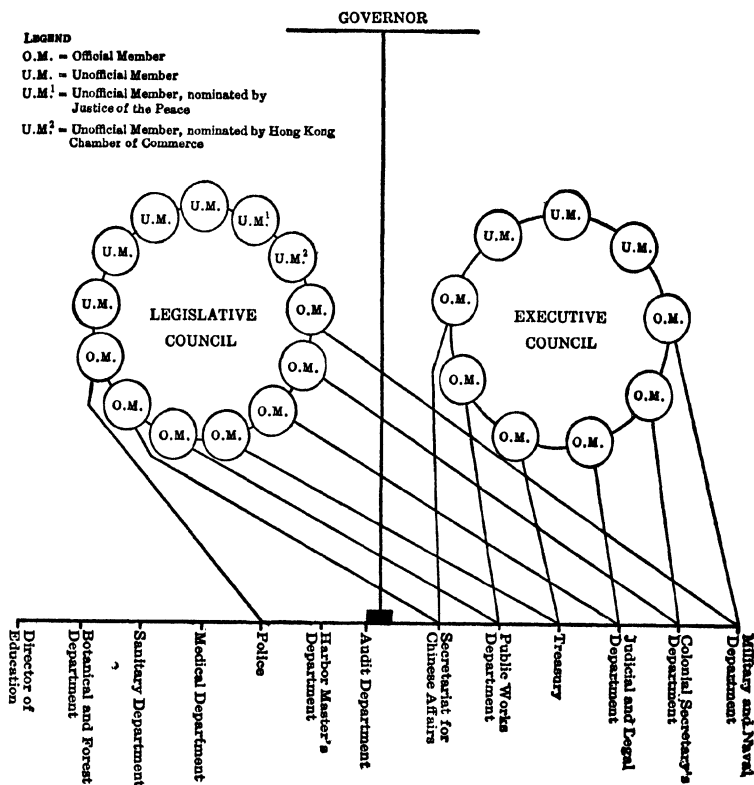 GOVERNOR
LEGEND
O.M. = Official Member
U.M. = Unofficial Member
U.M.¹ = Unofficial Member, nominated by
Justice of the Peace
U.M.² = Unofficial Member, nominated by Hong Kong
Chamber of Commerce
U.M.
U.M.
U.M.¹
U.M.
U.M.²
U.M.
O.M.
O.M.
O.M.
O.M.
O.M.
O.M.
O.M.
LEGISLATIVE
COUNCIL
U.M.
U.M.
U.M.
O.M.
O.M.
O.M.
O.M.
O.M.
O.M.
EXECUTIVE
COUNCIL
Director of
Education
Botanical and Forest
Department
Sanitary Department
Medical Department
Police
Harbor Master's
Department
Audit Department
Secretariat for
Chinese Affairs
Public Works
Department
Treasury
Judicial and Legal
Department
Colonial Secretary's
Department
Military and Naval
Department